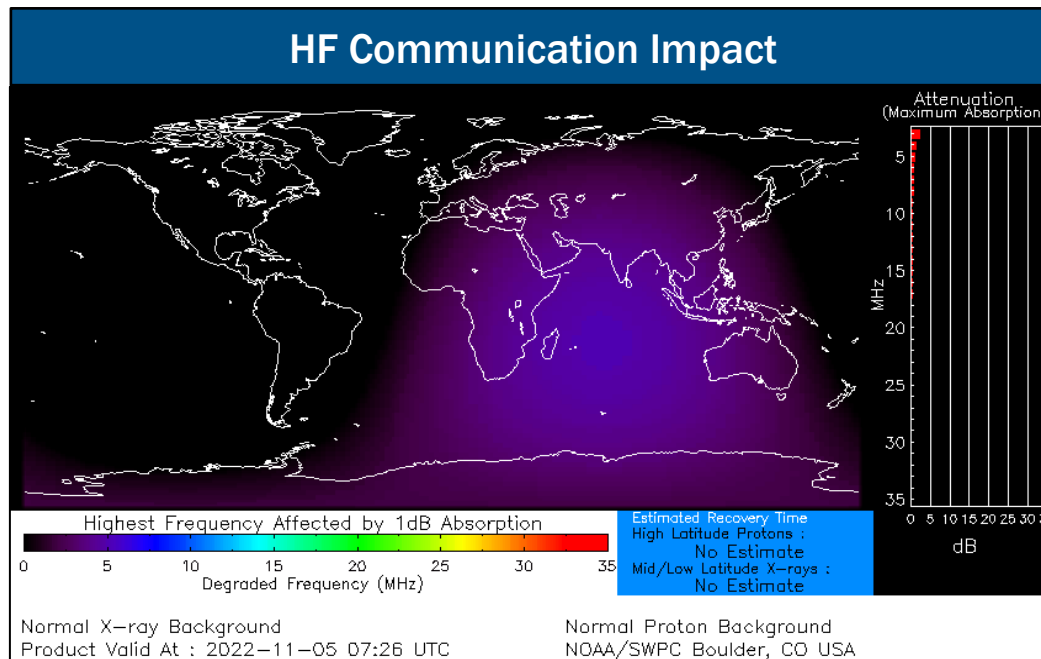 HF Communication Impact
Attenuation
(Maximum Absorption)
5
10
15
20
25
30
35
MHz
0 5 10 15 20 25 30
dB
Highest Frequency Affected by 1dB Absorption
0 5 10 15 20 25 30 35
Degraded Frequency (MHz)
Estimated Recovery Time
High Latitude Protons :
No Estimate
Mid/Low Latitude X-rays :
No Estimate
Normal X-ray Background
Product Valid At : 2022-11-05 07:26 UTC
Normal Proton Background
NOAA/SWPC Boulder, CO USA